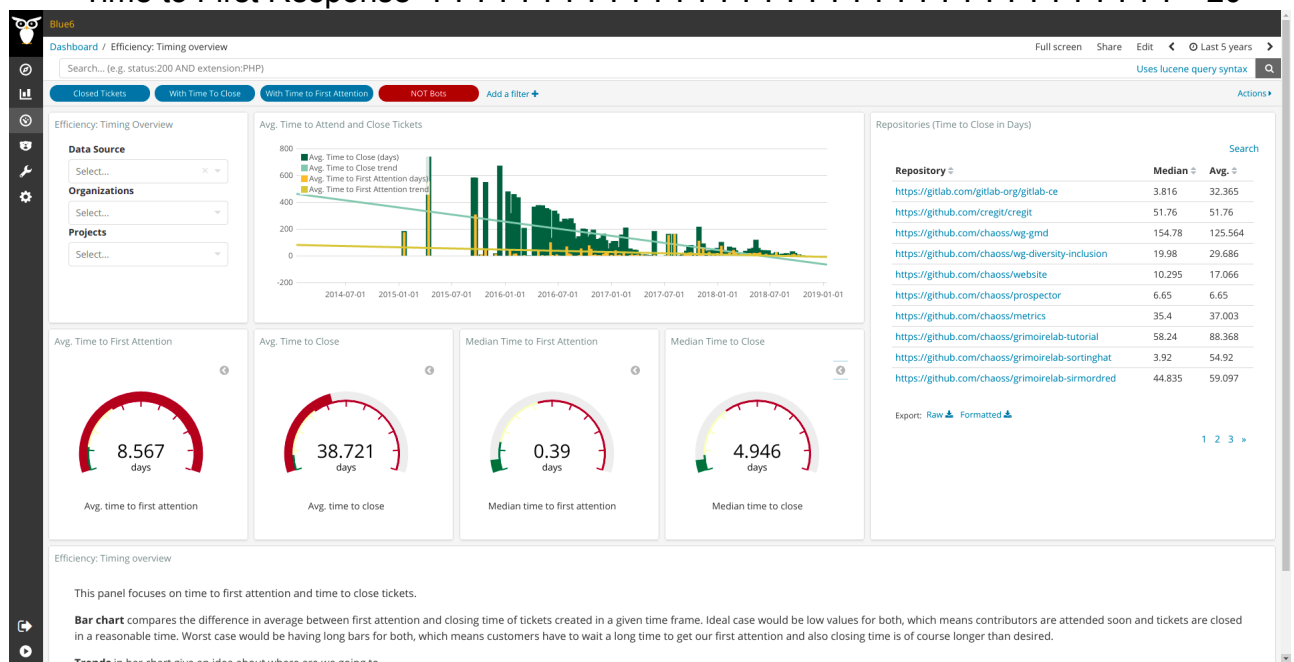 Time to First Response 20
Blue6
Dashboard / Efficiency: Timing overview
Full screen Share Edit Last 5 years
Search... (e.g. status:200 AND extension:PHP)
Uses lucene query syntax
Closed Tickets With Time To Close With Time to First Attention NOT Bots Add a filter
Actions
Efficiency: Timing Overview
Data Source
Select...
Organizations
Select...
Projects
Select...
Avg. Time to Attend and Close Tickets
Avg. Time to Close (days)
Avg. Time to Close trend
Avg. Time to First Attention days)
Avg. Time to First Attention trend
800
600
400
200
0
-200
2014-07-01 2015-01-01 2015-07-01 2016-01-01 2016-07-01 2017-01-01 2017-07-01 2018-01-01 2018-07-01 2019-01-01
Repositories (Time to Close in Days)
Search
Repository Median Avg.
https://gitlab.com/gitlab-org/gitlab-ce 3.816 32.365
https://github.com/cregit/cregit 51.76 51.76
https://github.com/chaoss/wg-gmd 154.78 125.564
https://github.com/chaoss/wg-diversity-inclusion 19.98 29.686
https://github.com/chaoss/website 10.295 17.066
https://github.com/chaoss/prospector 6.65 6.65
https://github.com/chaoss/metrics 35.4 37.003
https://github.com/chaoss/grimoirelab-tutorial 58.24 88.368
https://github.com/chaoss/grimoirelab-sortinghat 3.92 54.92
https://github.com/chaoss/grimoirelab-sirmordred 44.835 59.097
Export: Raw Formatted
1 2 3 »
Avg. Time to First Attention
8.567
days
Avg. time to first attention
Avg. Time to Close
38.721
days
Avg. time to close
Median Time to First Attention
0.39
days
Median time to first attention
Median Time to Close
4.946
days
Median time to close
Efficiency: Timing overview
This panel focuses on time to first attention and time to close tickets.
Bar chart compares the difference in average between first attention and closing time of tickets created in a given time frame. Ideal case would be low values for both, which means contributors are attended soon and tickets are closed
in a reasonable time. Worst case would be having long bars for both, which means customers have to wait a long time to get our first attention and also closing time is of course longer than desired.
Trends in bar chart give an idea about where are we going to.